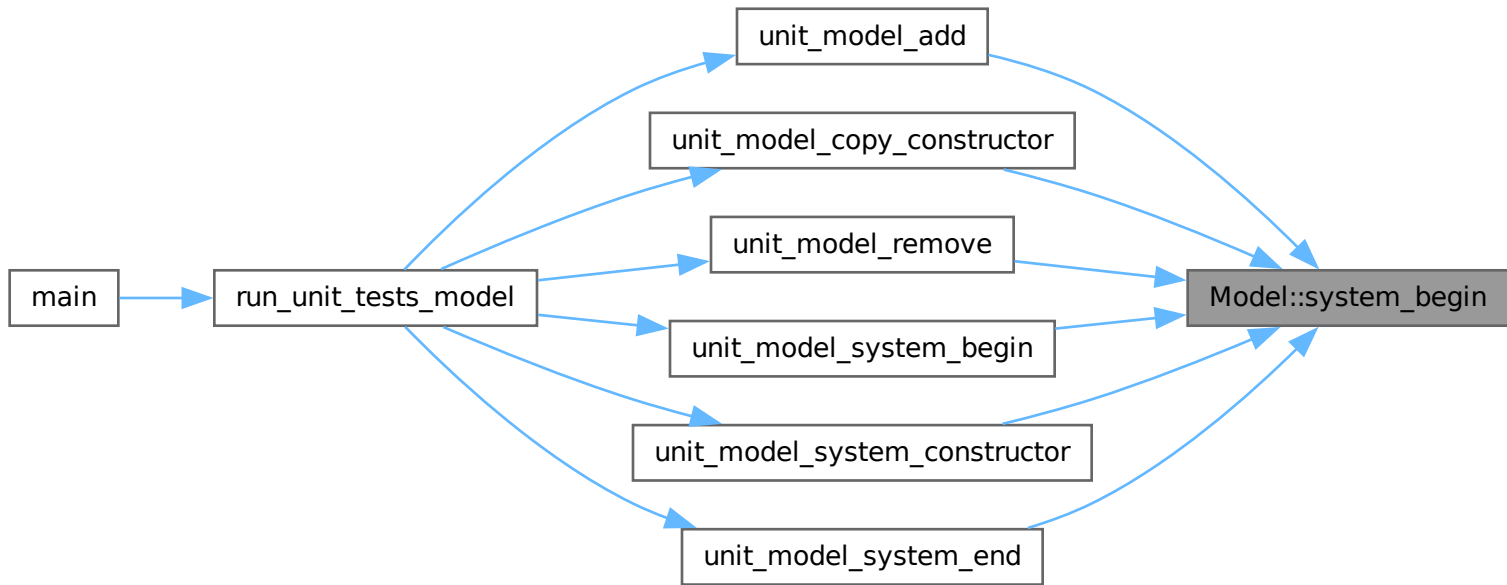 unit_model_add
unit_model_copy_constructor
unit_model_remove
main
run_unit_tests_model
Model::system_begin
unit_model_system_begin
unit_model_system_constructor
unit_model_system_end